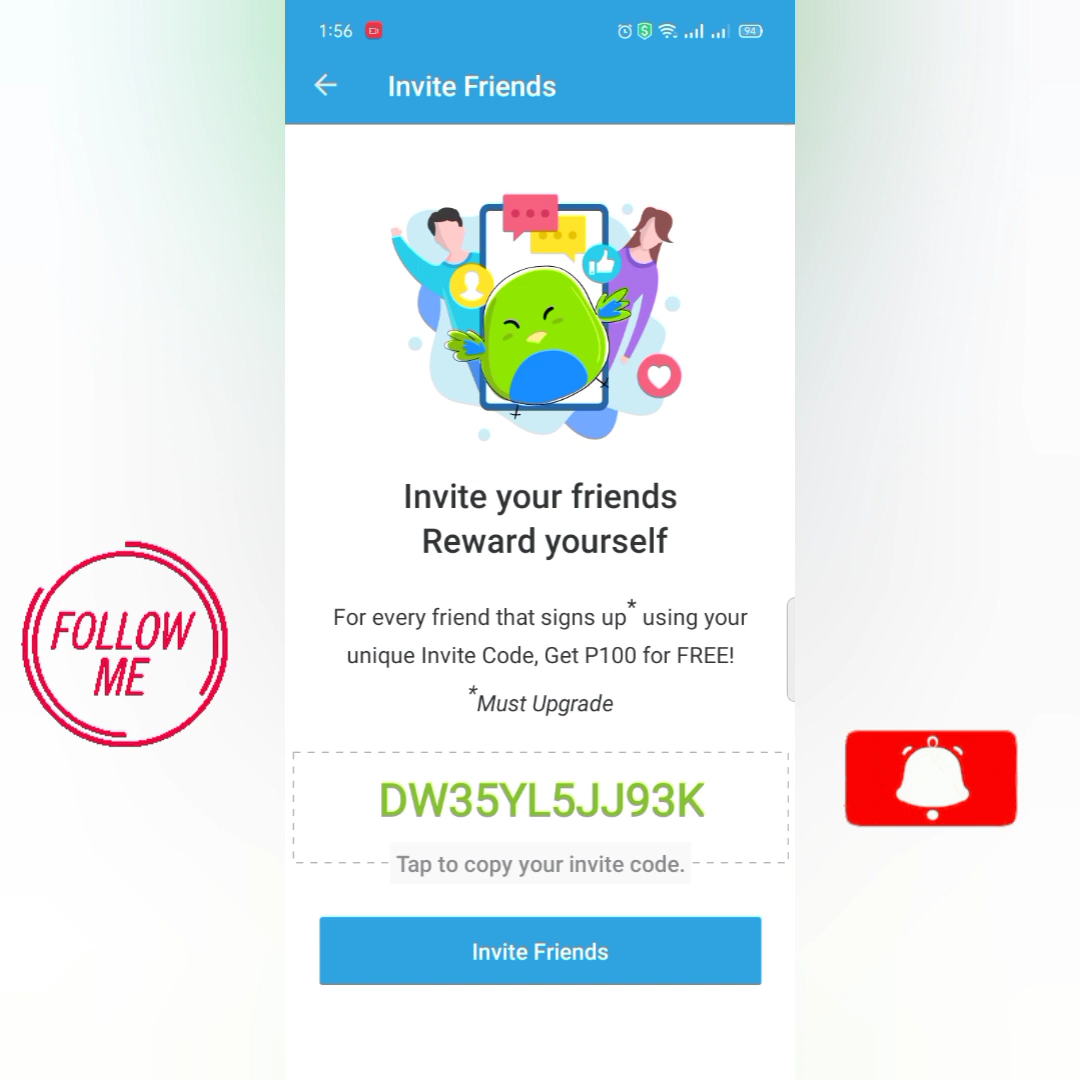 1:56
94
Invite Friends
Invite your friends
Reward yourself
For every friend that signs up* using your
unique Invite Code, Get P100 for FREE!
*Must Upgrade
FOLLOW
ME
DW35YL5JJ93K
Tap to copy your invite code.
Invite Friends